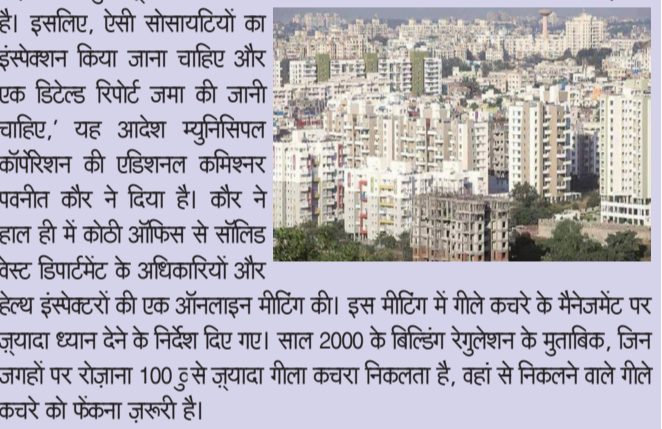 है। इसलिए, ऐसी सोसायटियों का
इंस्पेक्शन किया जाना चाहिए और
एक डिटेल्ड रिपोर्ट जमा की जानी
चाहिए,’ यह आदेश म्युनिसिपल
कॉर्पोरेशन की एडिशनल कमिश्नर
पवनीत कौर ने दिया है। कौर ने
हाल ही में कोठी ऑफिस से सॉलिड
वेस्ट डिपार्टमेंट के अधिकारियों और
हेल्थ इंस्पेक्टरों की एक ऑनलाइन मीटिंग की। इस मीटिंग में गीले कचरे के मैनेजमेंट पर
ज़्यादा ध्यान देने के निर्देश दिए गए। साल 2000 के बिल्डिंग रेगुलेशन के मुताबिक, जिन
जगहों पर रोज़ाना 100 से ज़्यादा गीला कचरा निकलता है, वहां से निकलने वाले गीले
कचरे को फेंकना ज़रूरी है।